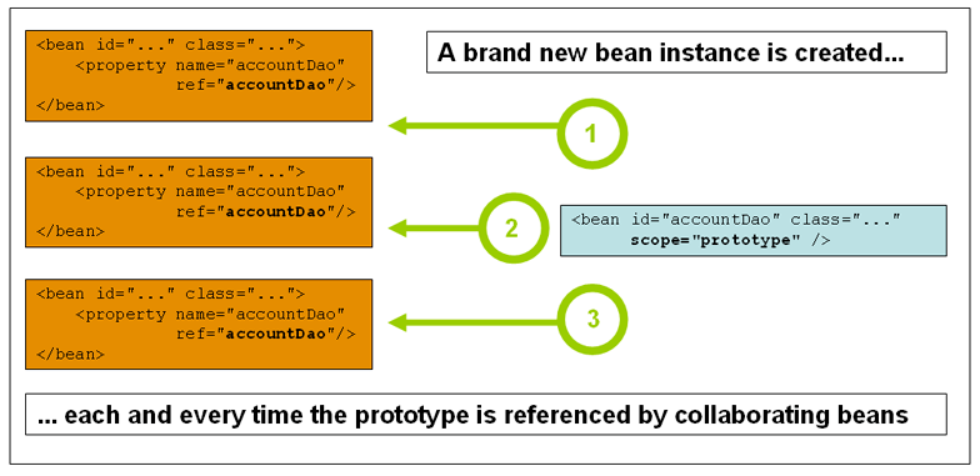 <bean id="..." class="...">
<property name="accountDao"
ref="accountDao"/>
</bean>
A brand new bean instance is created...
1
<bean id="..." class="...">
<property name="accountDao"
ref="accountDao"/>
</bean>
2
<bean id="accountDao" class="..."
scope="prototype" />
<bean id="..." class="...">
<property name="accountDao"
ref="accountDao"/>
</bean>
3
... each and every time the prototype is referenced by collaborating beans